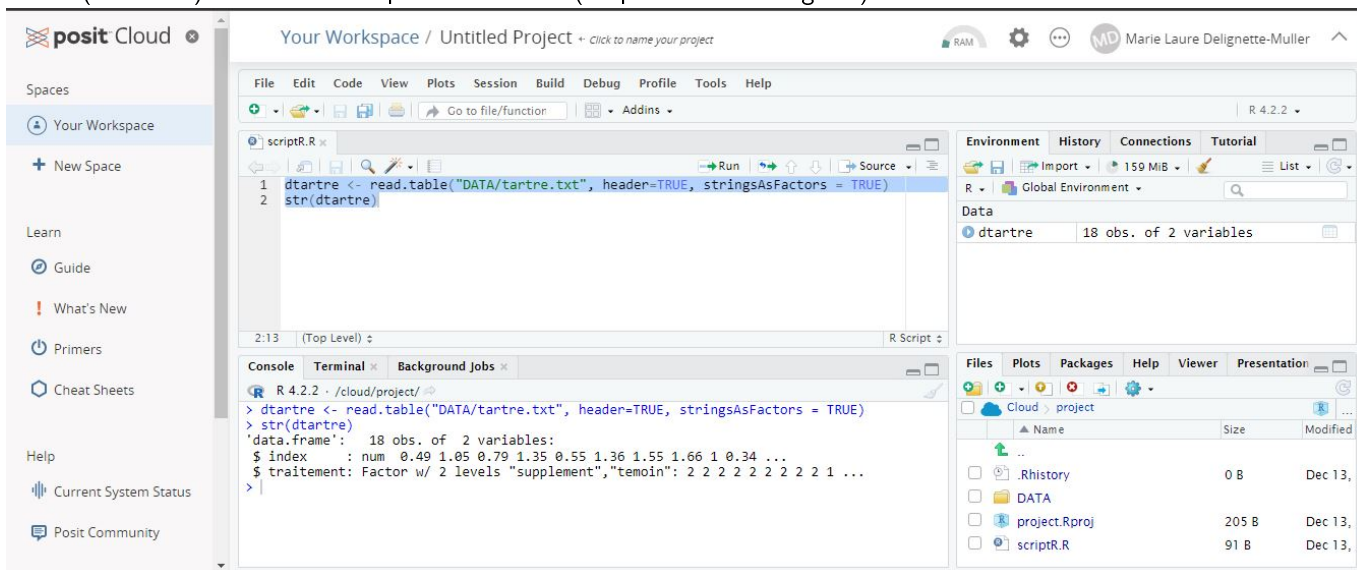 posit Cloud
Your Workspace / Untitled Project ← Click to name your project
RAM
MD Marie Laure Delignette-Muller
Spaces
Your Workspace
New Space
Learn
Guide
What's New
Primers
Cheat Sheets
Help
Current System Status
Posit Community
File Edit Code View Plots Session Build Debug Profile Tools Help
Go to file/function Addins R 4.2.2
scriptR.R
Run Source
1 dtartre <- read.table("DATA/tartre.txt", header=TRUE, stringsAsFactors = TRUE)
2 str(dtartre)
2:13 (Top Level) R Script
Console Terminal Background Jobs
R 4.2.2 · /cloud/project/
> dtartre <- read.table("DATA/tartre.txt", header=TRUE, stringsAsFactors = TRUE)
> str(dtartre)
'data.frame': 18 obs. of 2 variables:
$ index : num 0.49 1.05 0.79 1.35 0.55 1.36 1.55 1.66 1 0.34 ...
$ traitement: Factor w/ 2 levels "supplement","temoin": 2 2 2 2 2 2 2 2 2 1 ...
>
Environment History Connections Tutorial
Import 159 MiB List
R Global Environment
Data
dtartre 18 obs. of 2 variables
Files Plots Packages Help Viewer Presentation
Cloud project ...
Name Size Modified
..
.Rhistory 0 B Dec 13,
DATA
project.Rproj 205 B Dec 13,
scriptR.R 91 B Dec 13,